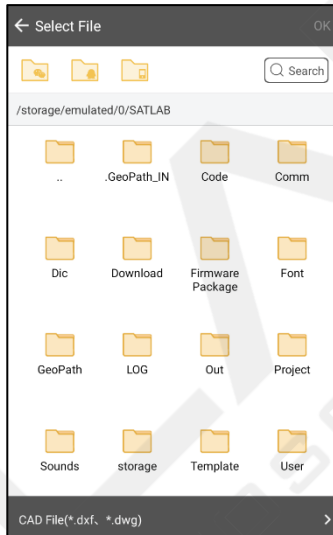 ← Select File OK
Search
/storage/emulated/0/SATLAB
.. .GeoPath_IN Code Comm
Dic Download Firmware Package Font
GeoPath LOG Out Project
Sounds storage Template User
CAD File(*.dxf、 *.dwg)